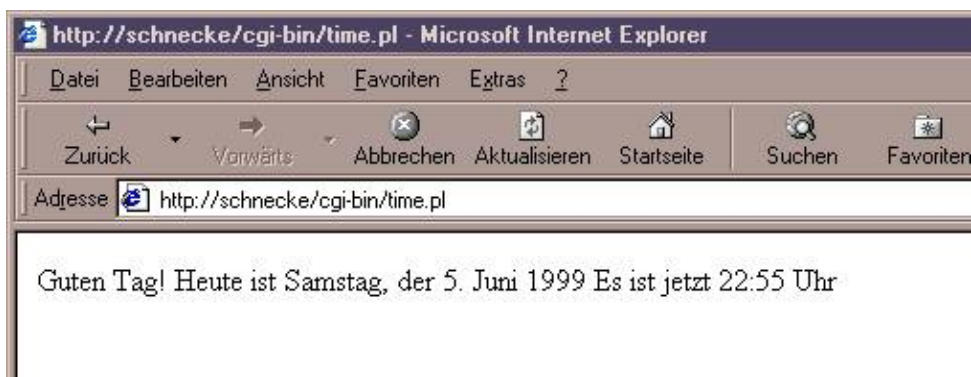 http://schnecke/cgi-bin/time.pl - Microsoft Internet Explorer
Datei Bearbeiten Ansicht Favoriten Extras ?
Zurück Vorwärts Abbrechen Aktualisieren Startseite Suchen Favoriten
Adresse http://schnecke/cgi-bin/time.pl
Guten Tag! Heute ist Samstag, der 5. Juni 1999 Es ist jetzt 22:55 Uhr